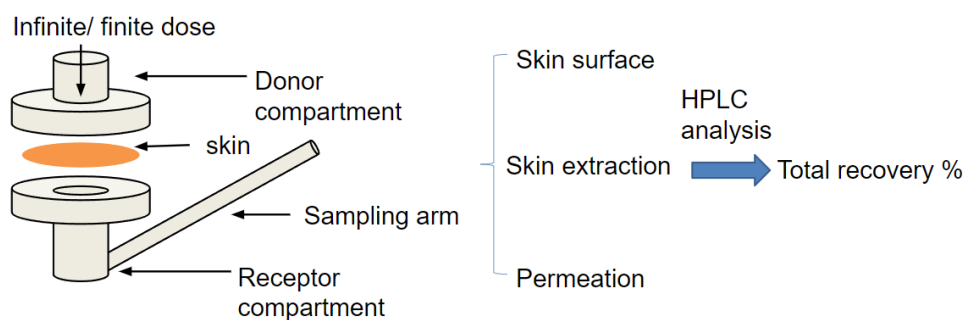 Infinite/ finite dose
Donor
compartment
skin
Sampling arm
Receptor
compartment
Skin surface
Skin extraction
Permeation
HPLC
analysis
Total recovery %